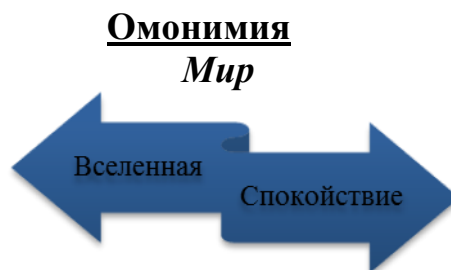 Омонимия
Мир
Вселенная
Спокойствие